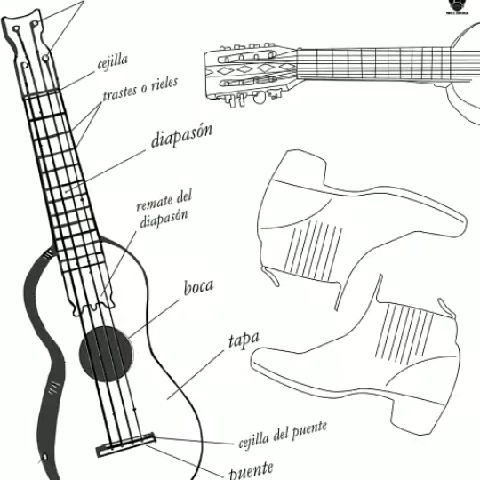 cejilla
trastes o rieles
diapasón
remate del
diapasón
boca
tapa
cejilla del puente
puente